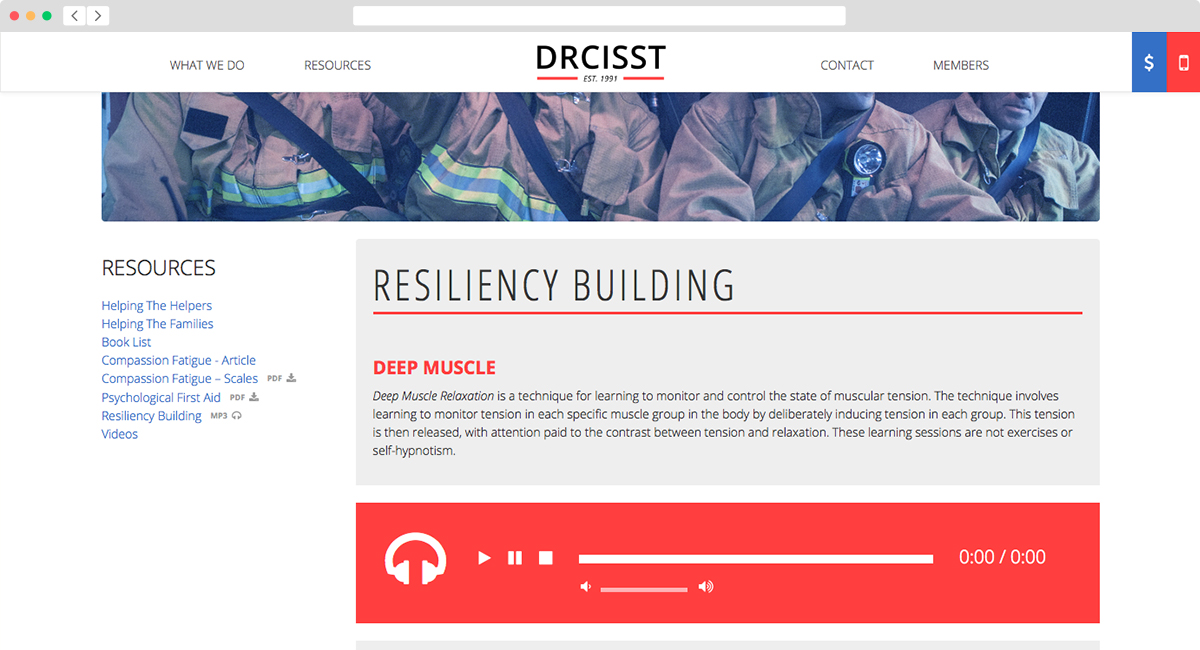 WHAT WE DO
RESOURCES
DRCISST
EST. 1991
CONTACT
MEMBERS
$
RESOURCES
Helping The Helpers
Helping The Families
Book List
Compassion Fatigue - Article
Compassion Fatigue – Scales PDF
Psychological First Aid PDF
Resiliency Building MP3
Videos
RESILIENCY BUILDING
DEEP MUSCLE
Deep Muscle Relaxation is a technique for learning to monitor and control the state of muscular tension. The technique involves
learning to monitor tension in each specific muscle group in the body by deliberately inducing tension in each group. This tension
is then released, with attention paid to the contrast between tension and relaxation. These learning sessions are not exercises or
self-hypnotism.
0:00 / 0:00